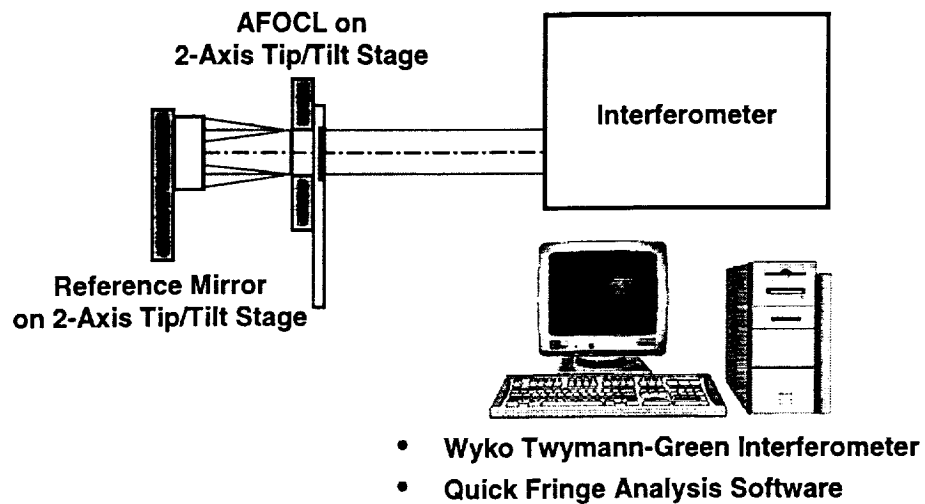 AFOCL on
2-Axis Tip/Tilt Stage
Interferometer
Reference Mirror
on 2-Axis Tip/Tilt Stage
• Wyko Twymann-Green Interferometer
• Quick Fringe Analysis Software